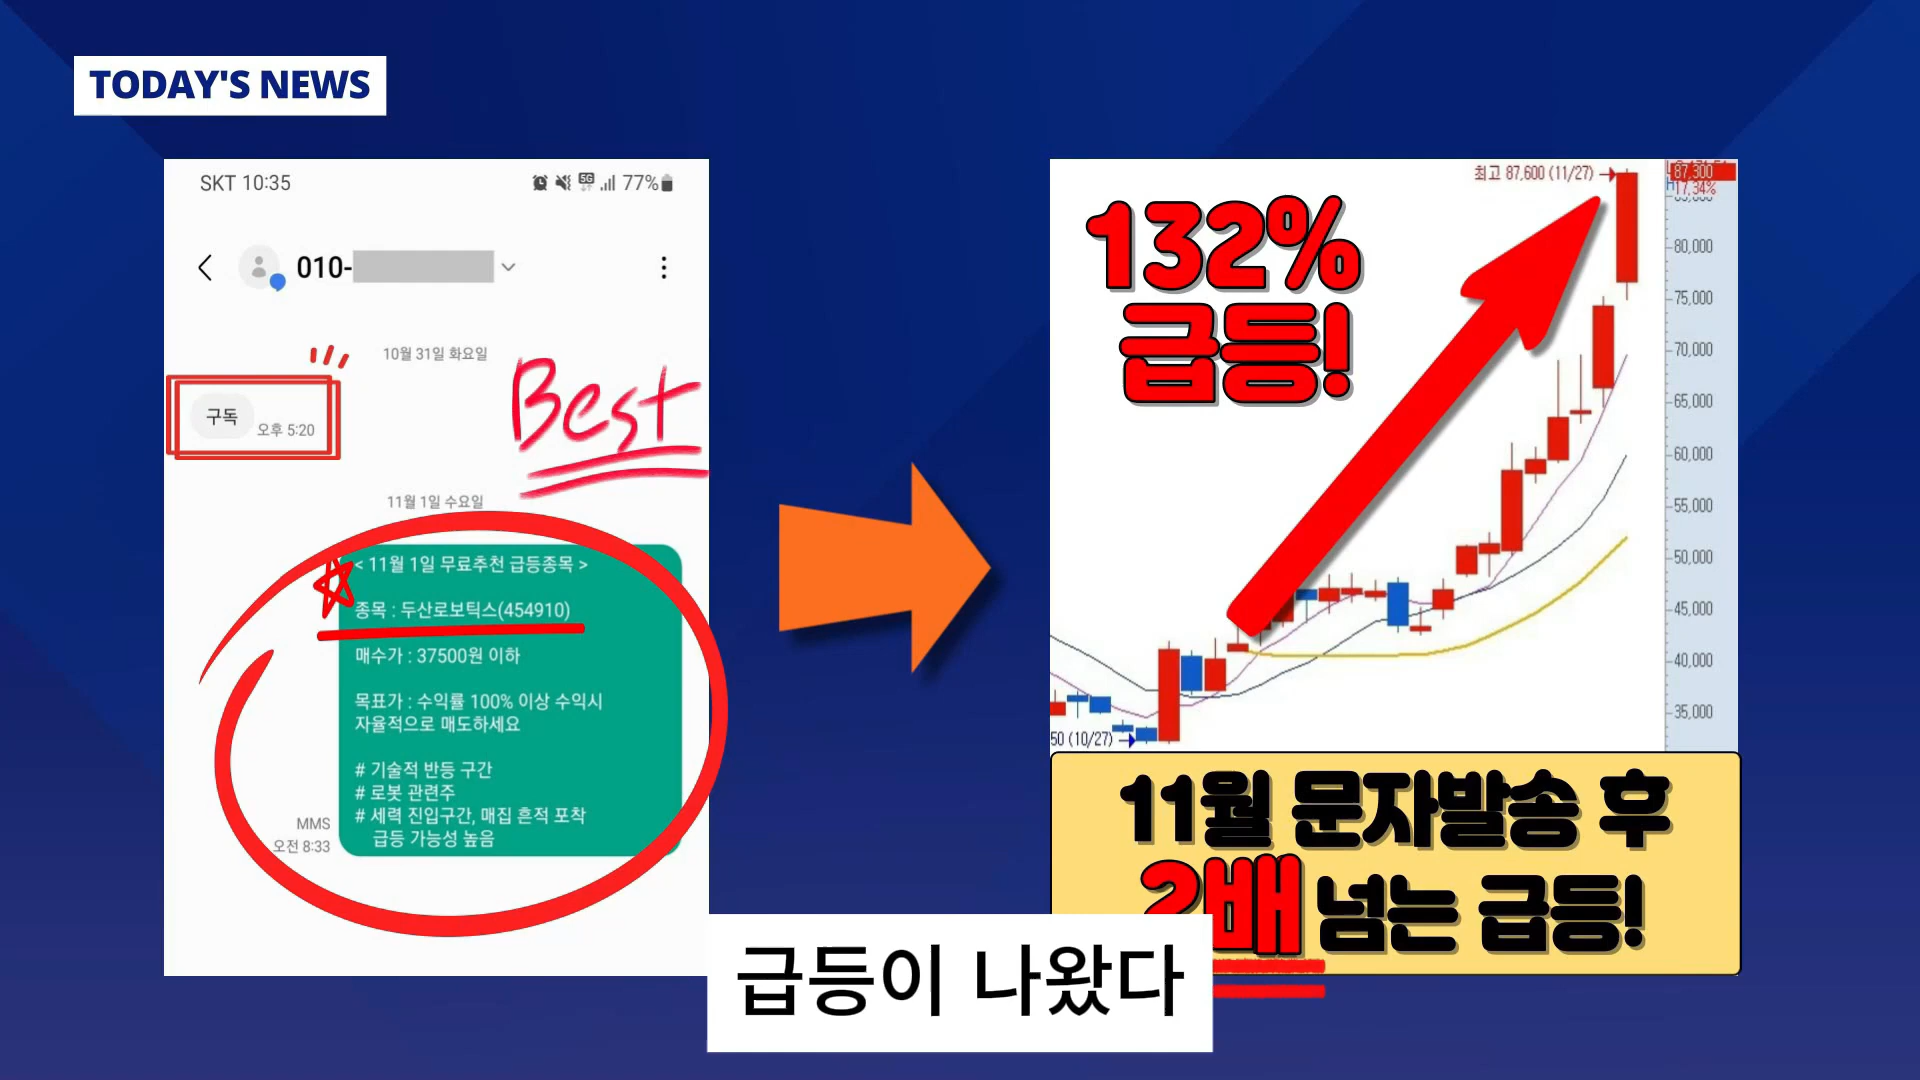 TODAY'S NEWS
SKT 10:35
5G
77%
010-
10월 31일 화요일
구독
오후 5:20
Best
11월 1일 수요일
< 11월 1일 무료추천 급등종목 >
종목 : 두산로보틱스(454910)
매수가 : 37500원 이하
목표가 : 수익률 100% 이상 수익시
자율적으로 매도하세요
# 기술적 반등 구간
# 로봇 관련주
# 세력 진입구간, 매집 흔적 포착
급등 가능성 높음
MMS
오전 8:33
132%
급등!
최고 87,600 (11/27)
87,300
17.34%
80,000
75,000
70,000
65,000
60,000
55,000
50,000
45,000
40,000
35,000
50 (10/27)
11월 문자발송 후
2배 넘는 급등!
급등이 나왔다